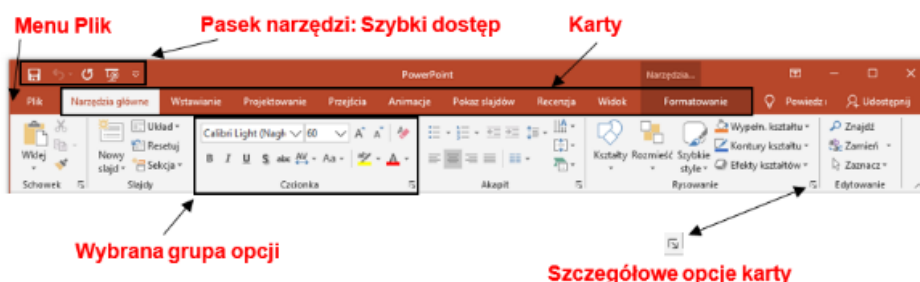 Menu Plik
Pasek narzędzi: Szybki dostęp
Karty
PowerPoint
Narzędzia...
Plik
Narzędzia główne
Wstawianie
Projektowanie
Przejścia
Animacje
Pokaz slajdów
Recenzja
Widok
Formatowanie
Powiedz i
Udostępnij
Wklej
Schowek
Nowy slajd
Układ
Resetuj
Sekcja
Slajdy
Calibri Light (Nagł 60
B I U S abc AV Aa A
Czcionka
Akapit
Kształty
Rozmieść
Szybkie style
Wypełn. kształtu
Kontury kształtu
Efekty kształtów
Rysowanie
Znajdź
Zamień
Zaznacz
Edytowanie
Wybrana grupa opcji
Szczegółowe opcje karty